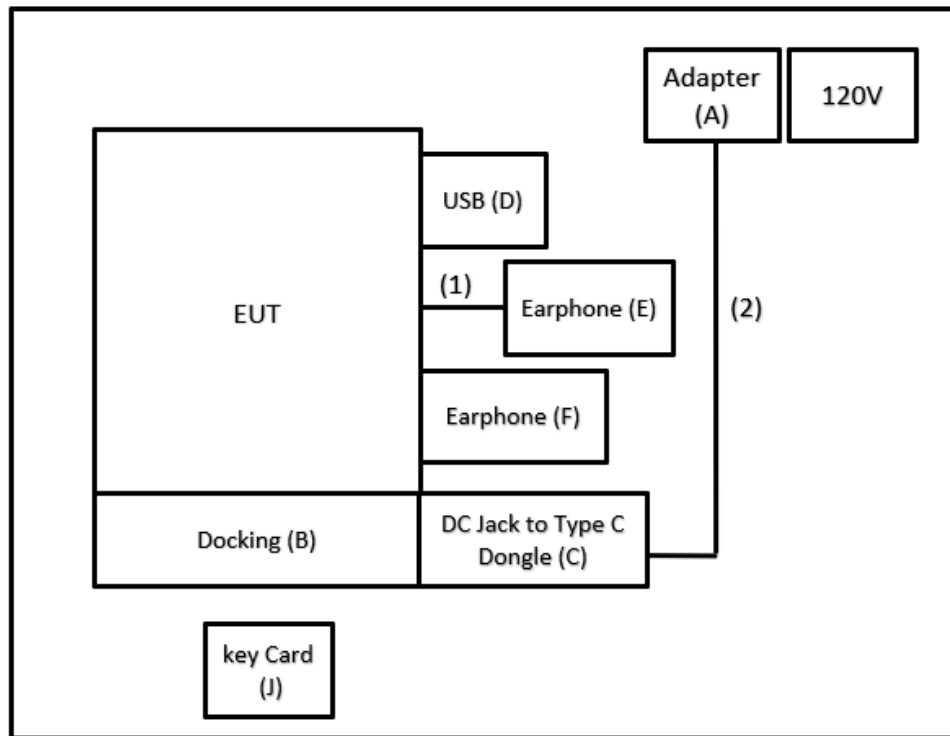 Adapter
(A)
120V
USB (D)
(1)
Earphone (E)
(2)
EUT
Earphone (F)
Docking (B)
DC Jack to Type C
Dongle (C)
key Card
(J)